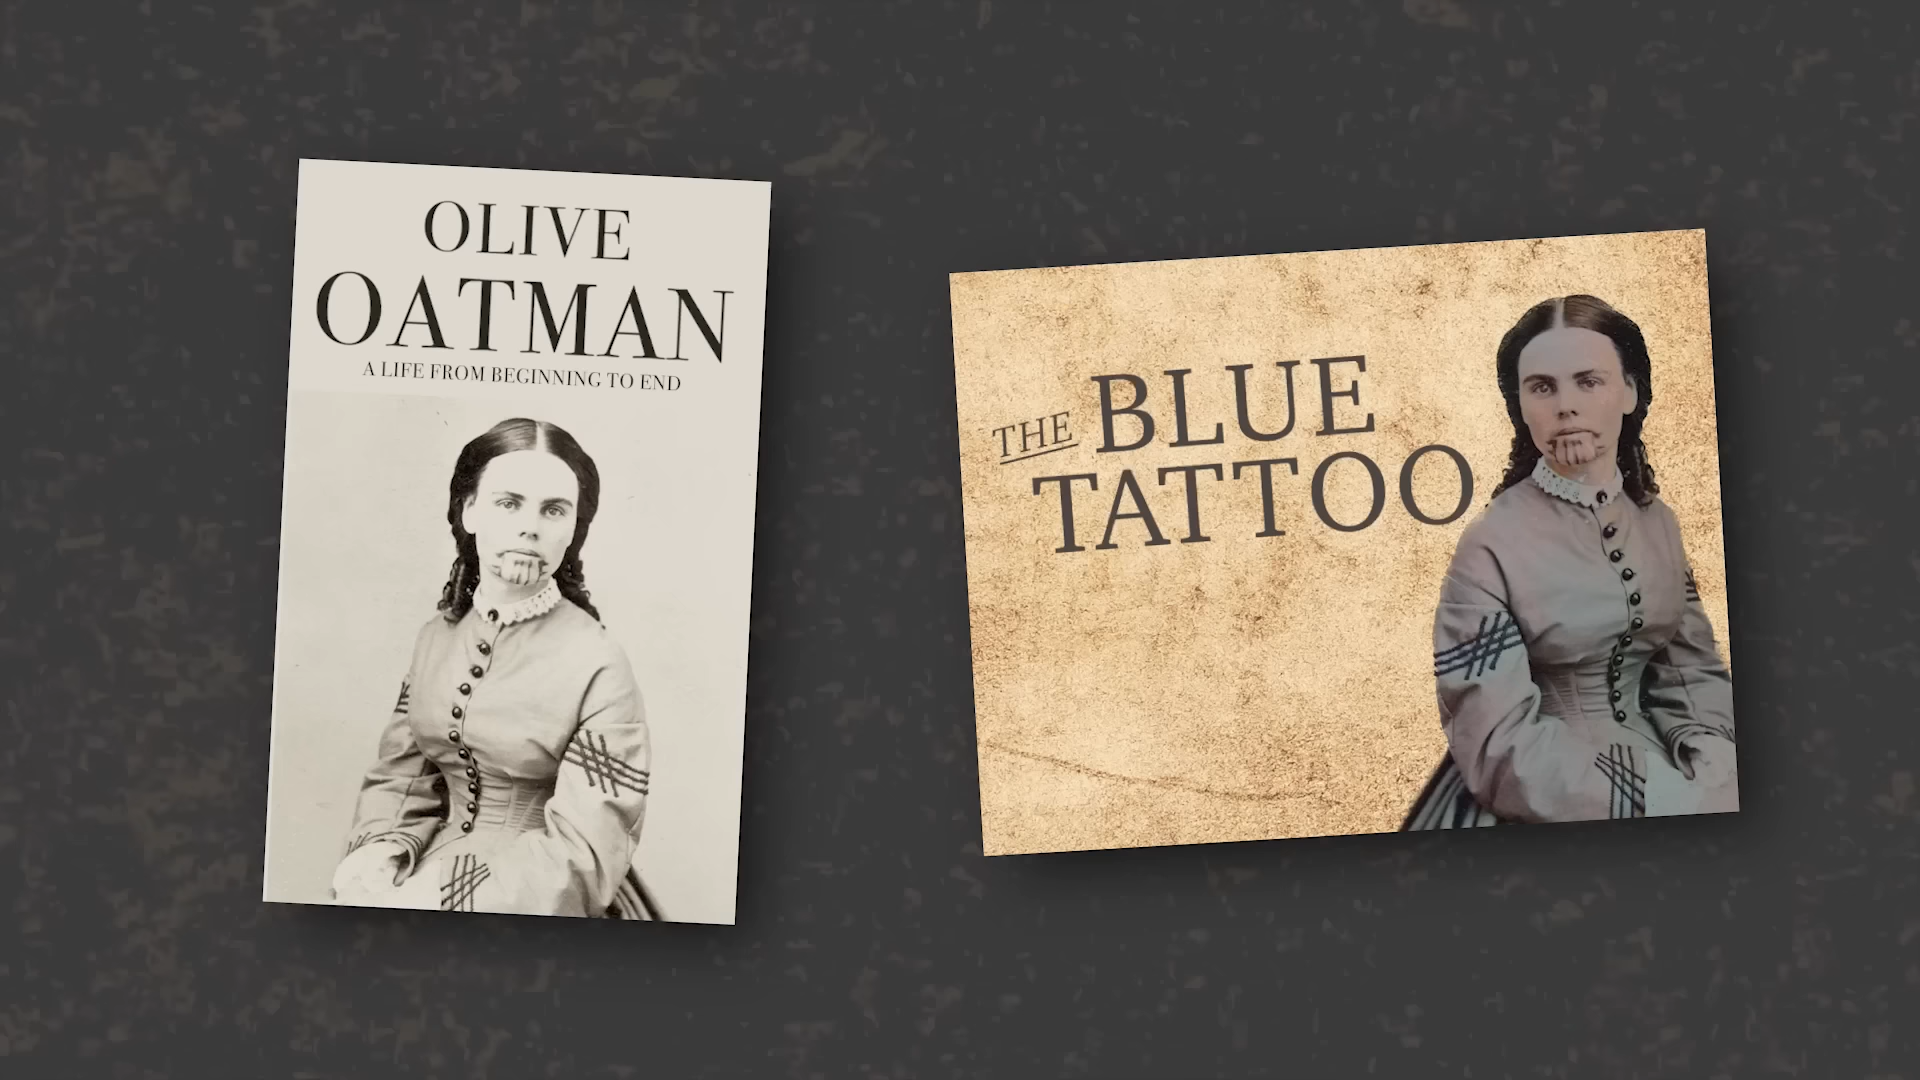 OLIVE
OATMAN
A LIFE FROM BEGINNING TO END
THE BLUE
TATTOO